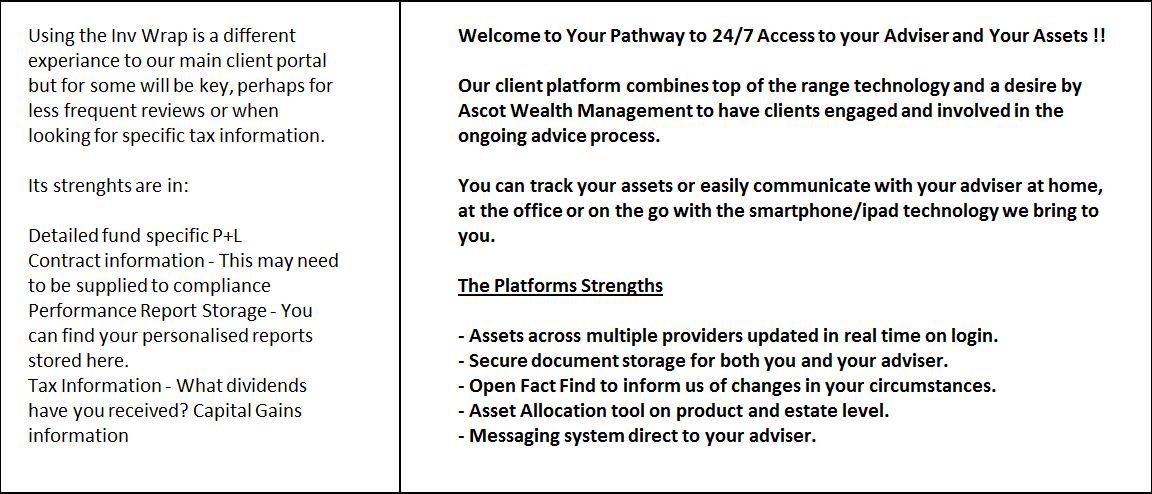 Using the Inv Wrap is a different
experiance to our main client portal
but for some will be key, perhaps for
less frequent reviews or when
looking for specific tax information.
Its strenghts are in:
Detailed fund specific P+L
Contract information - This may need
to be supplied to compliance
Performance Report Storage - You
can find your personalised reports
stored here.
Tax Information - What dividends
have you received? Capital Gains
information
Welcome to Your Pathway to 24/7 Access to your Adviser and Your Assets !!
Our client platform combines top of the range technology and a desire by
Ascot Wealth Management to have clients engaged and involved in the
ongoing advice process.
You can track your assets or easily communicate with your adviser at home,
at the office or on the go with the smartphone/ipad technology we bring to
you.
The Platforms Strengths
- Assets across multiple providers updated in real time on login.
- Secure document storage for both you and your adviser.
- Open Fact Find to inform us of changes in your circumstances.
- Asset Allocation tool on product and estate level.
- Messaging system direct to your adviser.